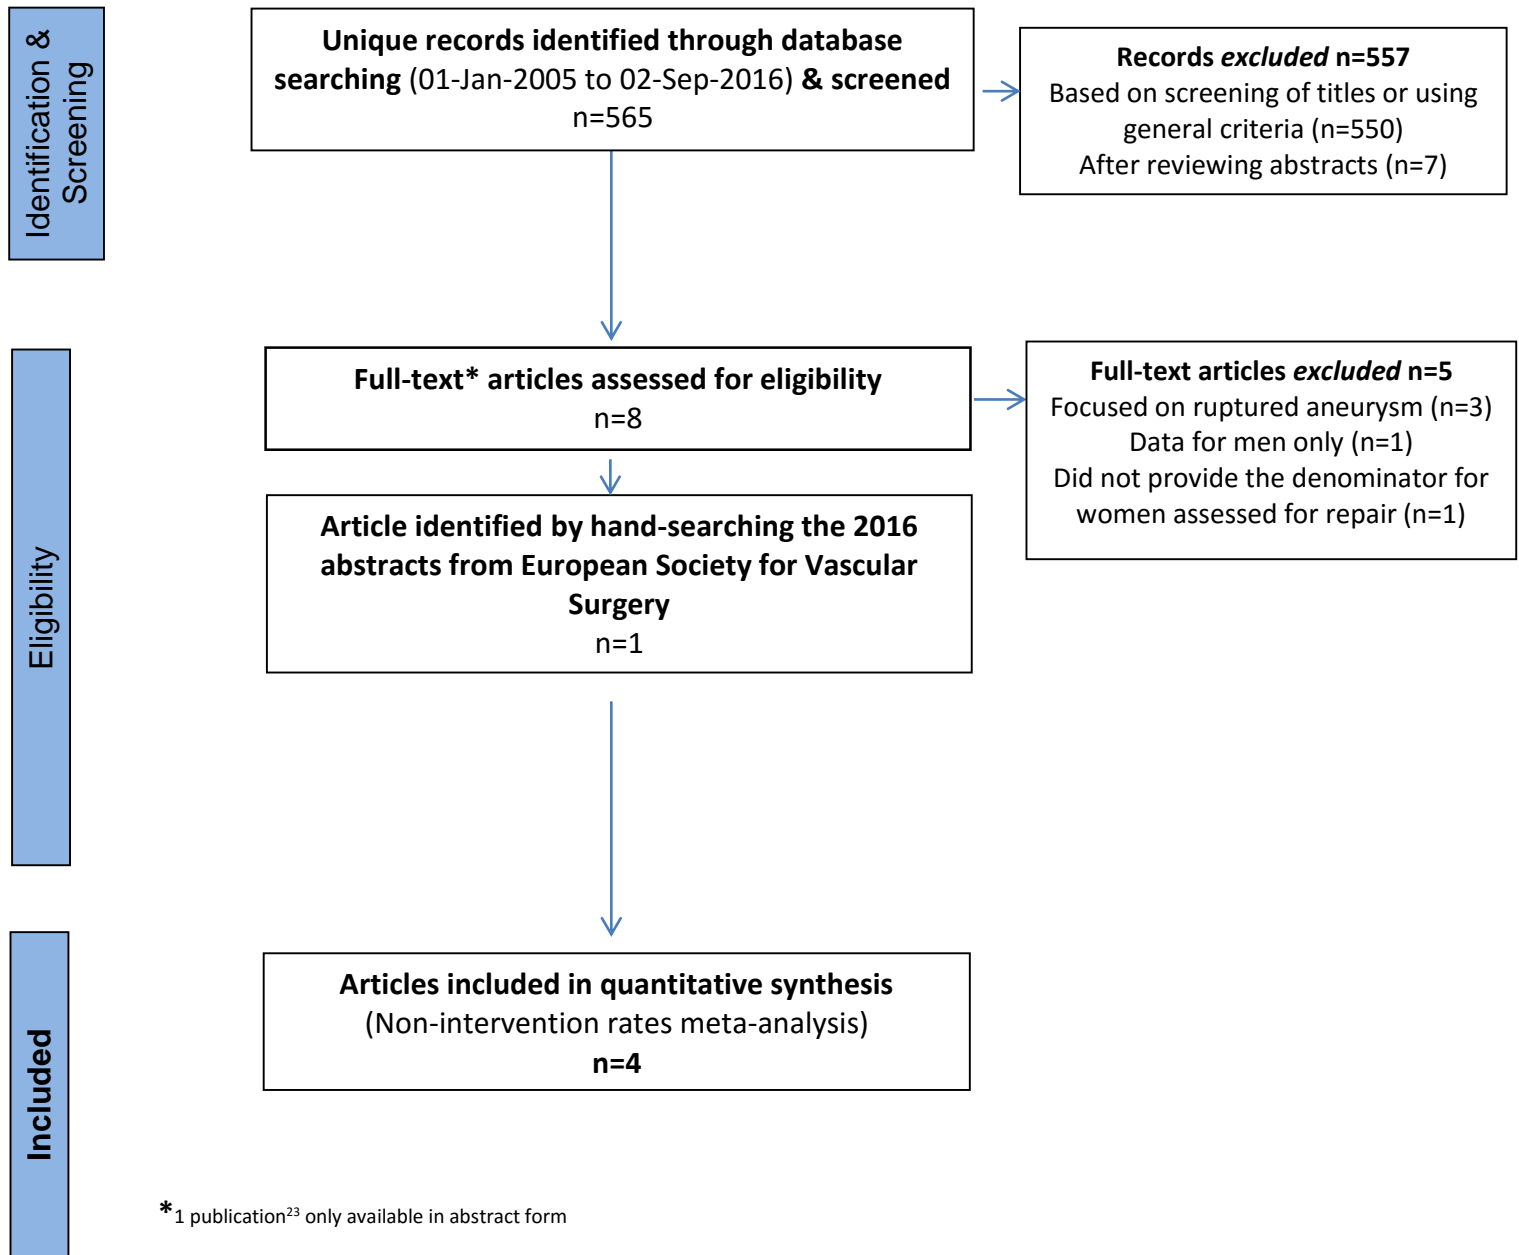 Identification &
Screening
Unique records identified through database
searching (01-Jan-2005 to 02-Sep-2016) & screened
n=565
Records excluded n=557
Based on screening of titles or using
general criteria (n=550)
After reviewing abstracts (n=7)
Eligibility
Full-text* articles assessed for eligibility
n=8
Full-text articles excluded n=5
Focused on ruptured aneurysm (n=3)
Data for men only (n=1)
Did not provide the denominator for
women assessed for repair (n=1)
Article identified by hand-searching the 2016
abstracts from European Society for Vascular
Surgery
n=1
Included
Articles included in quantitative synthesis
(Non-intervention rates meta-analysis)
n=4
*1 publication23 only available in abstract form